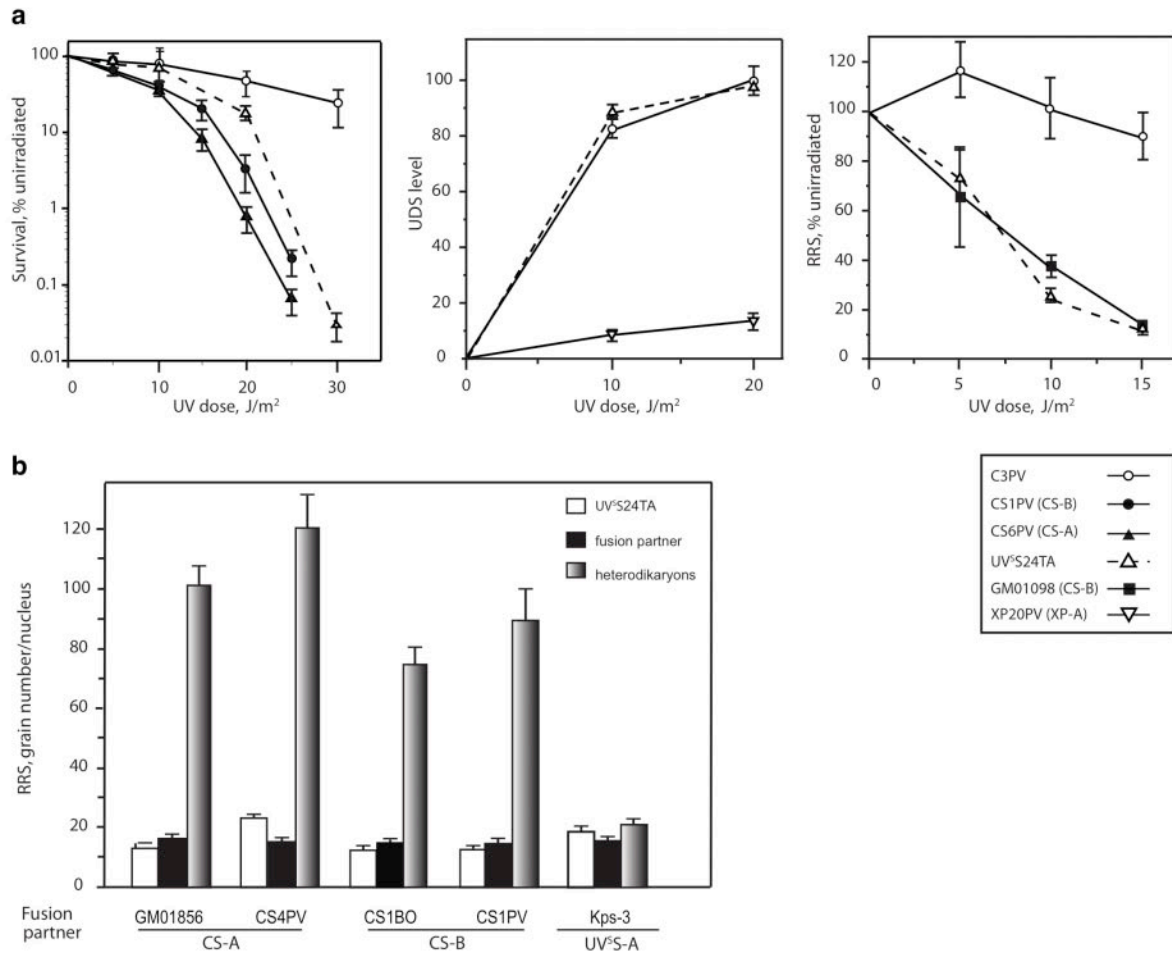 a
100
10
1
0.1
0.01
Survival, % unirradiated
0 10 20 30
UV dose, J/m²
100
80
60
40
20
0
UDS level
0 10 20
UV dose, J/m²
120
100
80
60
40
20
0
RRS, % unirradiated
0 5 10 15
UV dose, J/m²
b
120
100
80
60
40
20
0
RRS, grain number/nucleus
UVˢS24TA
fusion partner
heterodikaryons
Fusion partner
GM01856 CS4PV CS1BO CS1PV Kps-3
CS-A CS-B UVˢS-A
C3PV
CS1PV (CS-B)
CS6PV (CS-A)
UVˢS24TA
GM01098 (CS-B)
XP20PV (XP-A)